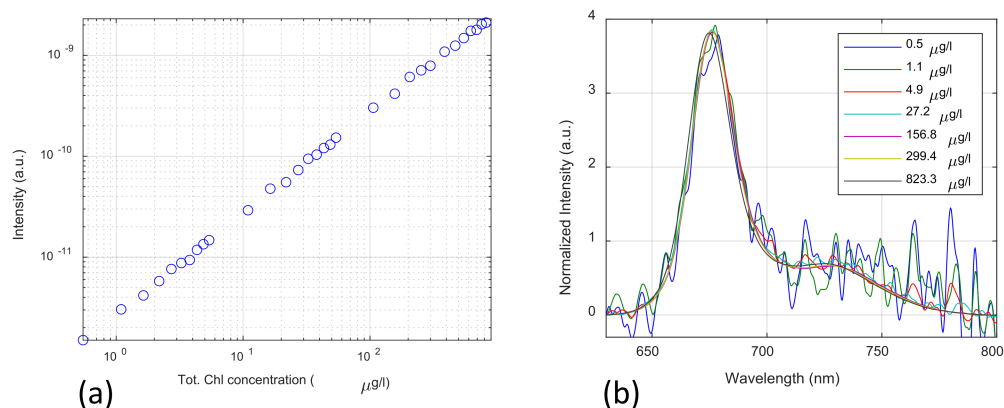 10⁻⁹
10⁻¹⁰
10⁻¹¹
Intensity (a.u.)
10⁰ 10¹ 10²
Tot. Chl concentration ( μg/l)
(a)
4
3
2
1
0
Normalized Intensity (a.u.)
0.5 μg/l
1.1 μg/l
4.9 μg/l
27.2 μg/l
156.8 μg/l
299.4 μg/l
823.3 μg/l
650 700 750 800
Wavelength (nm)
(b)